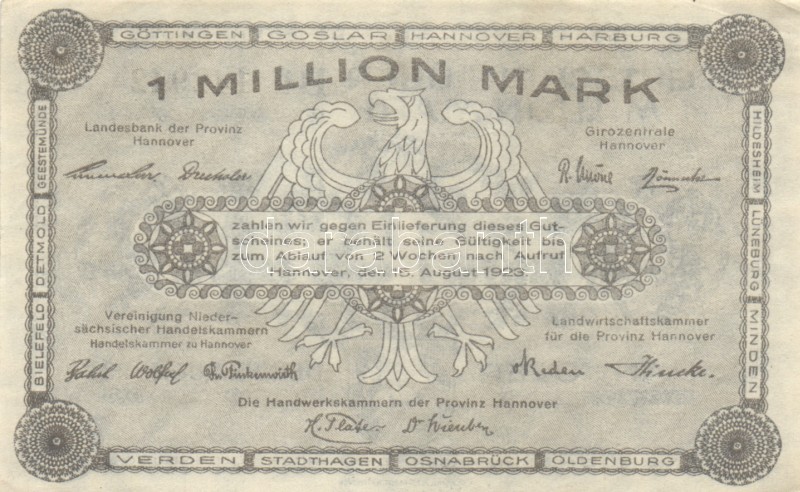 GÖTTINGEN GOSLAR HANNOVER HARBURG
1 MILLION MARK
Landesbank der Provinz
Hannover
Girozentrale
Hannover
zahlen wir gegen Einlieferung dieses Gut-
scheines; er behält seine Gültigkeit bis
zum Ablauf von 2 Wochen nach Aufruf
Hannover, den 15. August 1923.
darabanth
Vereinigung Nieder-
sächsischer Handelskammern
Handelskammer zu Hannover
Landwirtschaftskammer
für die Provinz Hannover
Die Handwerkskammern der Provinz Hannover
BIELEFELD DETMOLD GEESTEMÜNDE
HILDESHEIM LÜNEBURG MINDEN
VERDEN STADTHAGEN OSNABRÜCK OLDENBURG